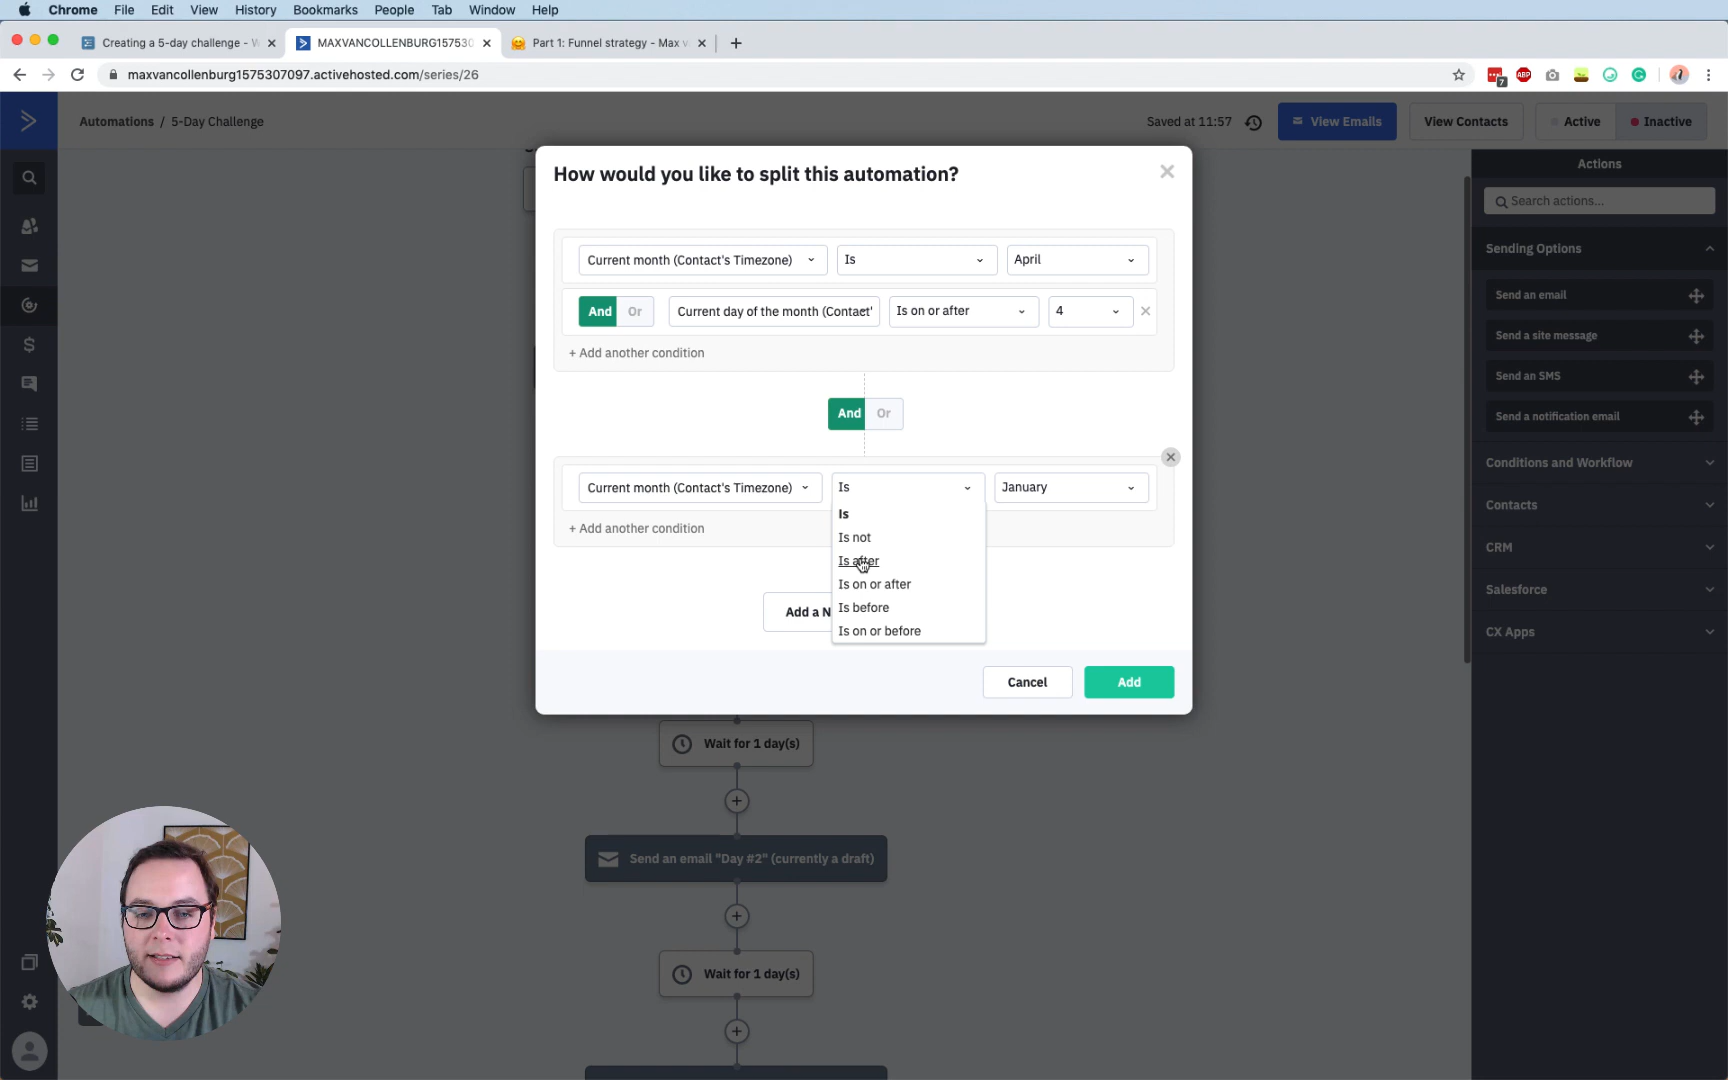 Chrome File Edit View History Bookmarks People Tab Window Help
Creating a 5-day challenge - W
MAXVANCOLLENBURG157530
Part 1: Funnel strategy - Max v
maxvancollenburg1575307097.activehosted.com/series/26
7
ABP
Automations / 5-Day Challenge
Saved at 11:57
View Emails
View Contacts
Active
Inactive
How would you like to split this automation?
Actions
Search actions...
Current month (Contact's Timezone) Is April
Sending Options
Send an email
And Or Current day of the month (Contact' Is on or after 4
Send a site message
+ Add another condition
Send an SMS
And Or
Send a notification email
Conditions and Workflow
Current month (Contact's Timezone) Is January
Contacts
Is
+ Add another condition
Is not
CRM
Is after
Is on or after
Salesforce
Is before
Add a N
Is on or before
CX Apps
Cancel
Add
Wait for 1 day(s)
Send an email "Day #2" (currently a draft)
Wait for 1 day(s)